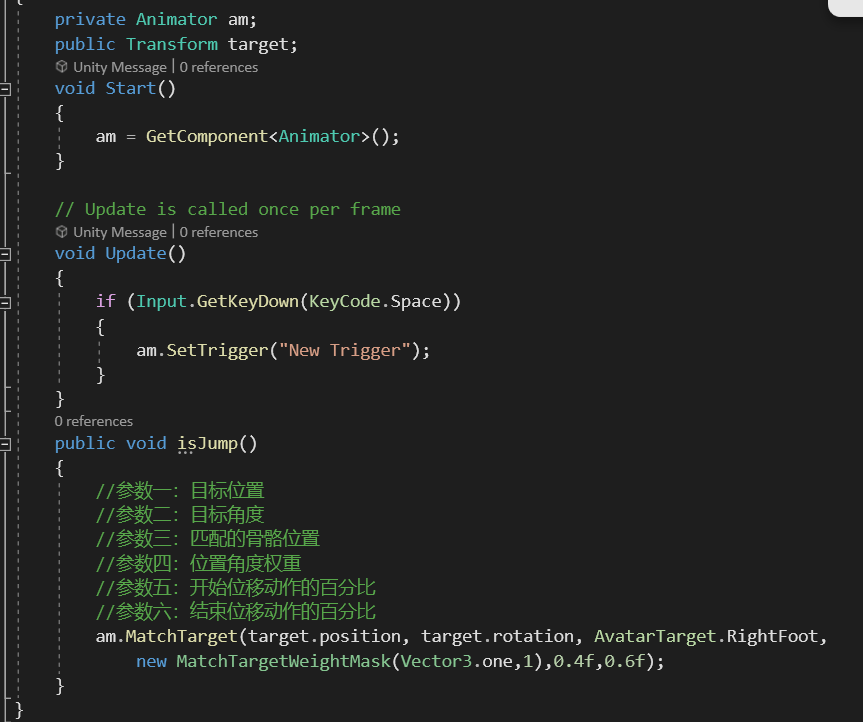 {
private Animator am;
public Transform target;
Unity Message | 0 references
void Start()
{
am = GetComponent<Animator>();
}
// Update is called once per frame
Unity Message | 0 references
void Update()
{
if (Input.GetKeyDown(KeyCode.Space))
{
am.SetTrigger("New Trigger");
}
}
0 references
public void isJump()
{
//参数一：目标位置
//参数二：目标角度
//参数三：匹配的骨骼位置
//参数四：位置角度权重
//参数五：开始位移动作的百分比
//参数六：结束位移动作的百分比
am.MatchTarget(target.position, target.rotation, AvatarTarget.RightFoot,
new MatchTargetWeightMask(Vector3.one,1),0.4f,0.6f);
}
}